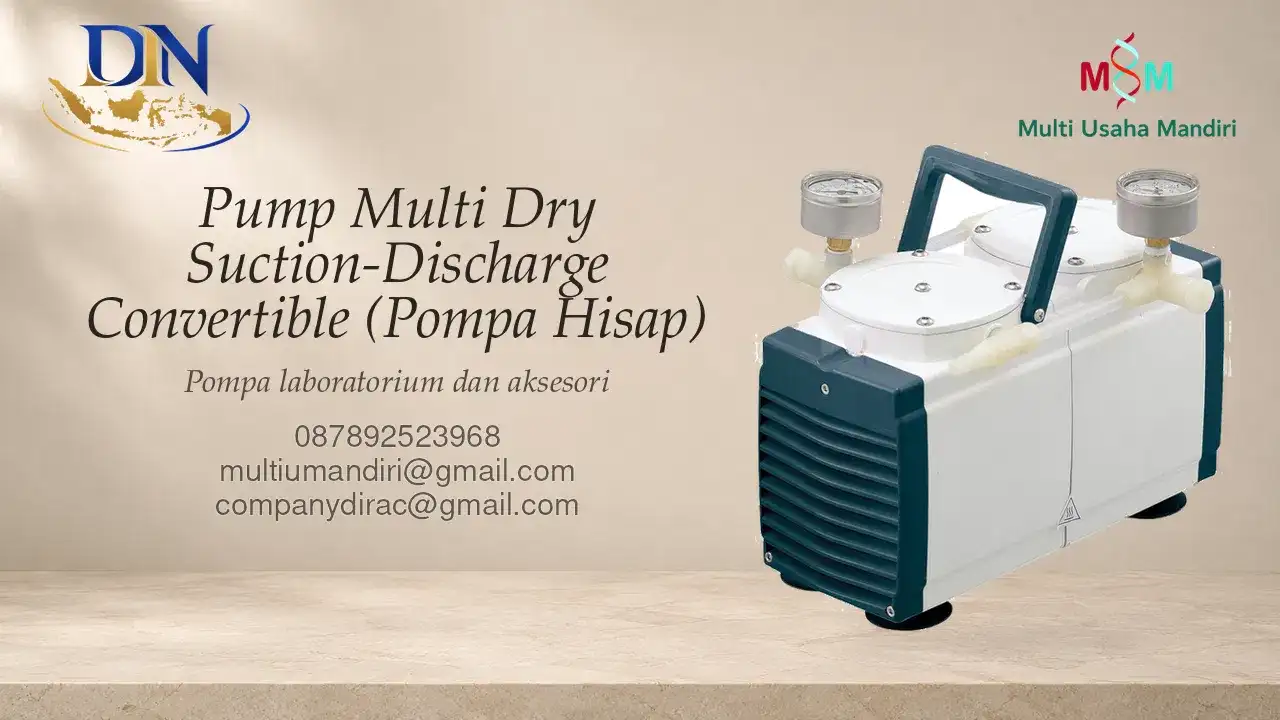 DIN
MSM
Multi Usaha Mandiri
Pump Multi Dry
Suction-Discharge
Convertible (Pompa Hisap)
Pompa laboratorium dan aksesori
087892523968
multiumandiri@gmail.com
companydirac@gmail.com